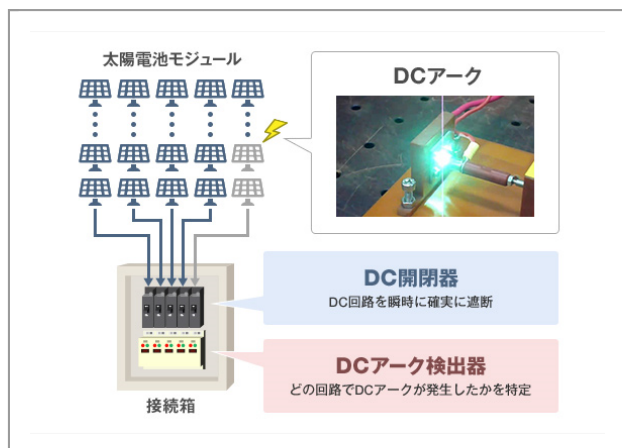 太陽電池モジュール
DCアーク
DC開閉器
DC回路を瞬時に確実に遮断
DCアーク検出器
どの回路でDCアークが発生したかを特定
接続箱